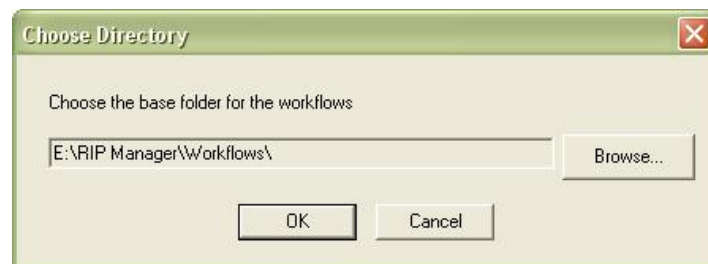 Choose Directory
Choose the base folder for the workflows
E:\RIP Manager\Workflows\
Browse...
OK
Cancel